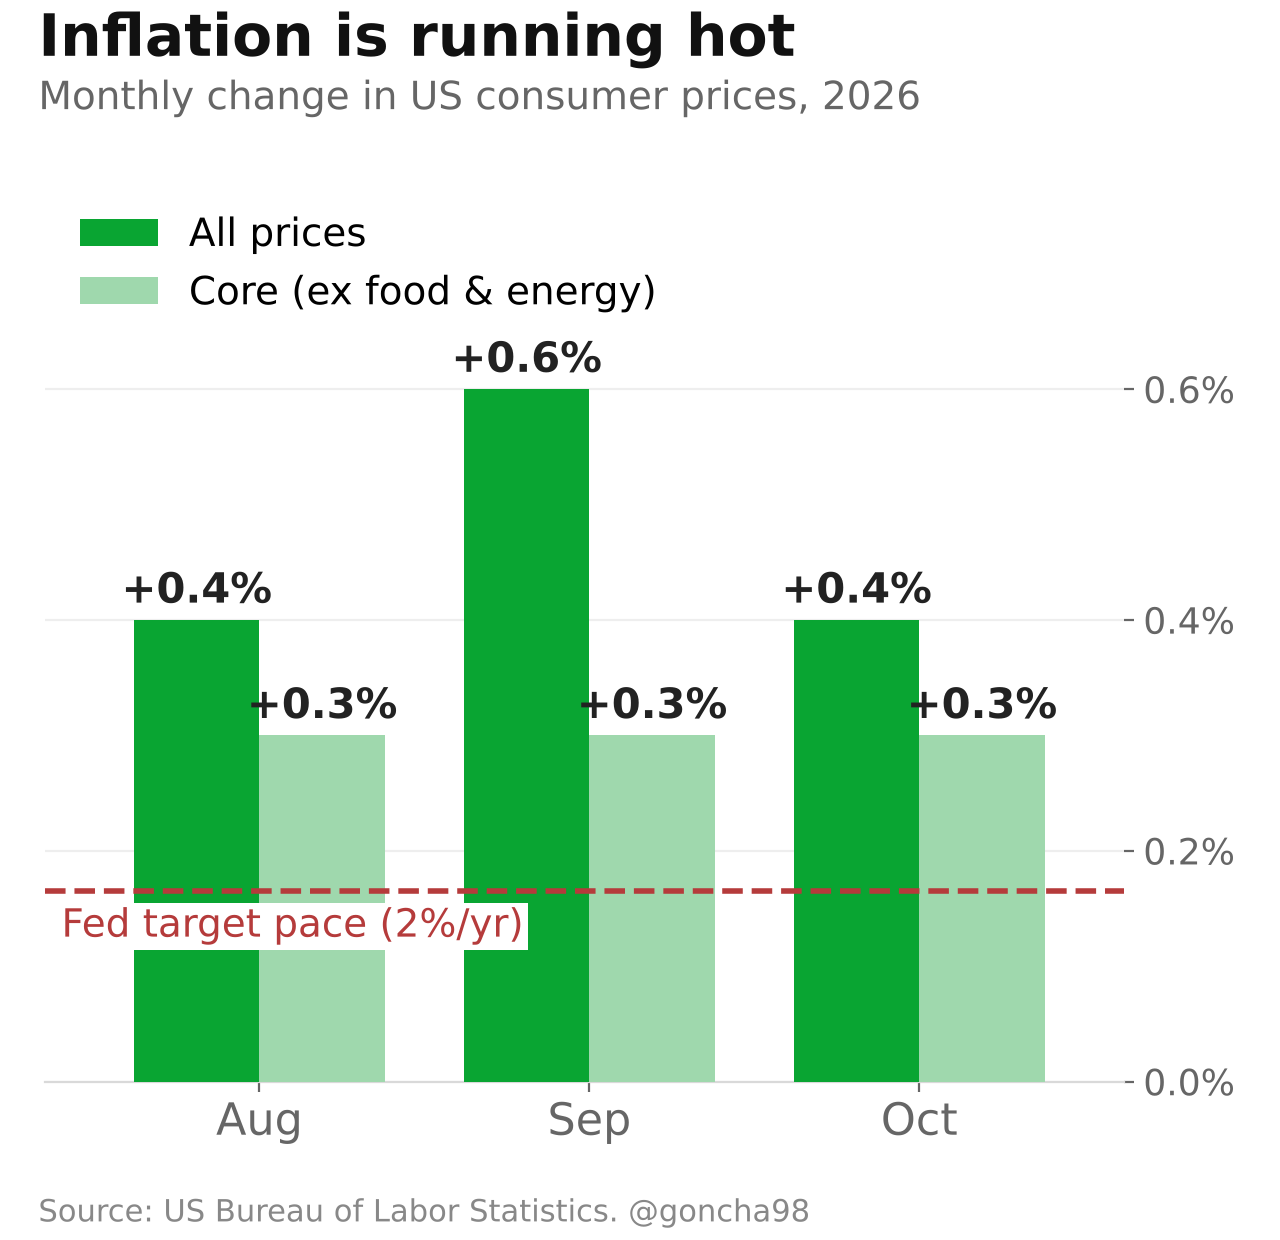 Inflation is running hot
Monthly change in US consumer prices, 2026
All prices
Core (ex food & energy)
+0.6%
0.6%
+0.4%
+0.4%
0.4%
+0.3%
+0.3%
+0.3%
0.2%
Fed target pace (2%/yr)
0.0%
Aug
Sep
Oct
Source: US Bureau of Labor Statistics. @goncha98